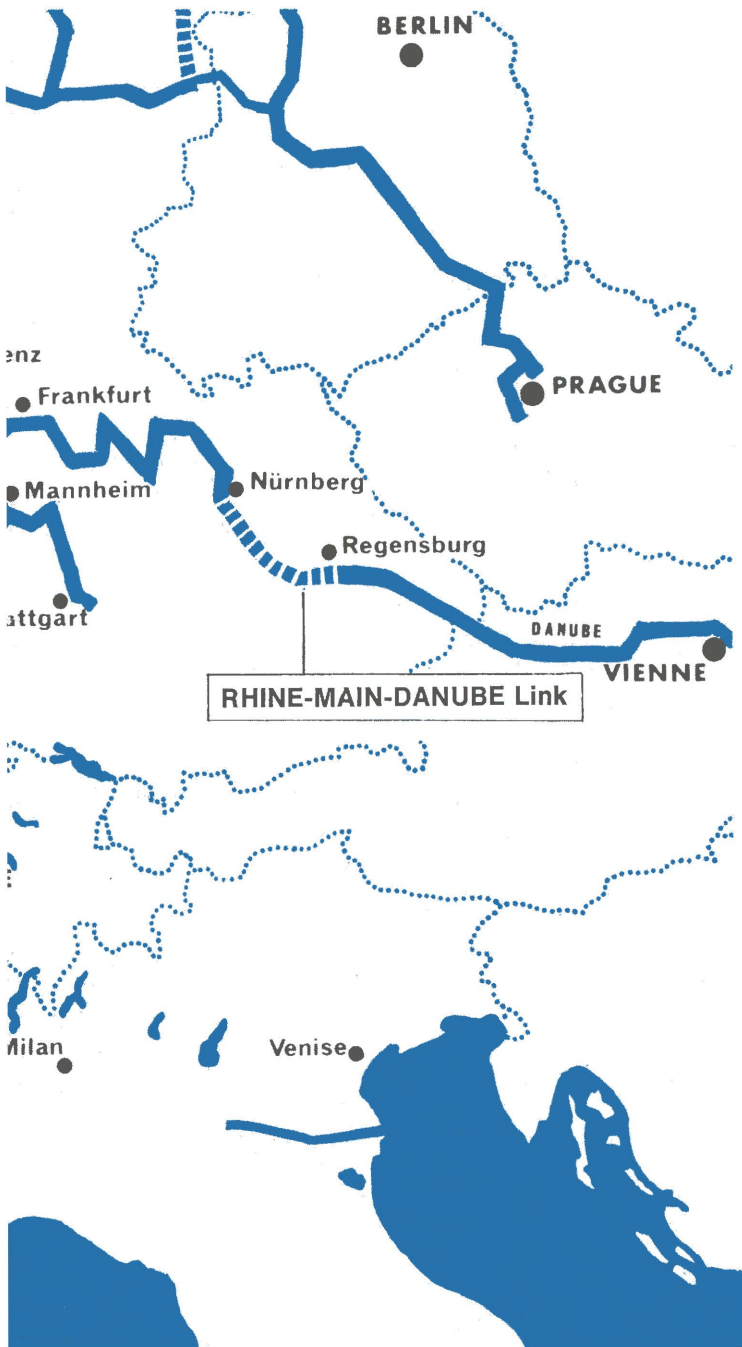 BERLIN
enz
Frankfurt
PRAGUE
Mannheim
Nürnberg
Regensburg
attgart
DANUBE
VIENNE
RHINE-MAIN-DANUBE Link
Milan
Venise